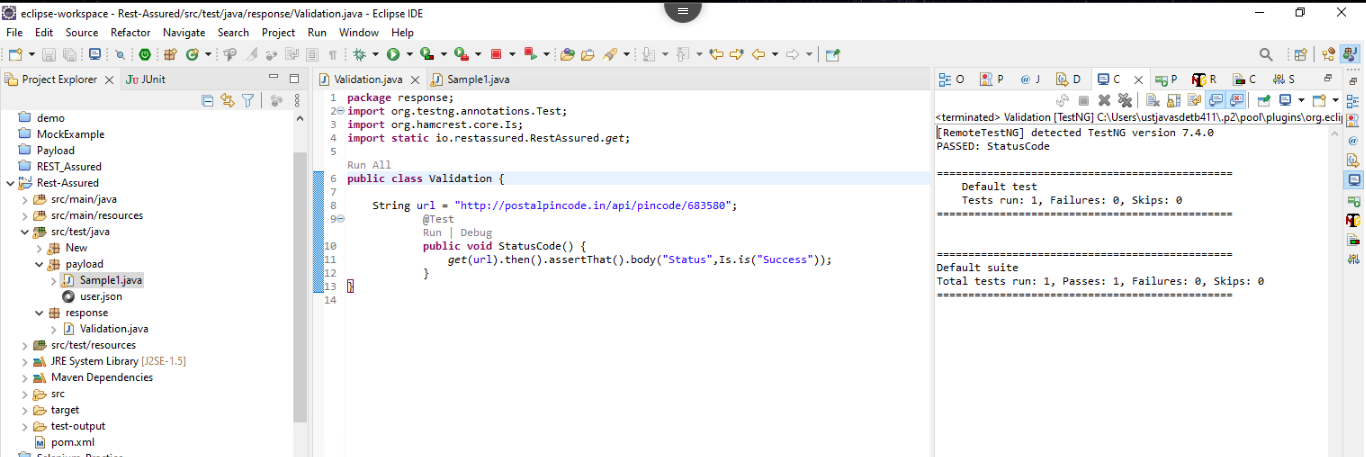 eclipse-workspace - Rest-Assured/src/test/java/response/Validation.java - Eclipse IDE
File Edit Source Refactor Navigate Search Project Run Window Help
Project Explorer
JUnit
demo
MockExample
Payload
REST_Assured
Rest-Assured
src/main/java
src/main/resources
src/test/java
New
payload
Sample1.java
user.json
response
Validation.java
src/test/resources
JRE System Library [J2SE-1.5]
Maven Dependencies
src
target
test-output
pom.xml
Validation.java
Sample1.java
1 package response;
2 import org.testng.annotations.Test;
3 import org.hamcrest.core.Is;
4 import static io.restassured.RestAssured.get;
5
Run All
6 public class Validation {
7
8 String url = "http://postalpincode.in/api/pincode/683580";
9 @Test
Run | Debug
10 public void StatusCode() {
11 get(url).then().assertThat().body("Status",Is.is("Success"));
12 }
13 }
14
O P J D C P R C S
<terminated> Validation [TestNG] C:\Users\ustjavasdetb411\.p2\pool\plugins\org.eclip
[RemoteTestNG] detected TestNG version 7.4.0
PASSED: StatusCode
===============================================
Default test
Tests run: 1, Failures: 0, Skips: 0
===============================================
===============================================
Default suite
Total tests run: 1, Passes: 1, Failures: 0, Skips: 0
===============================================